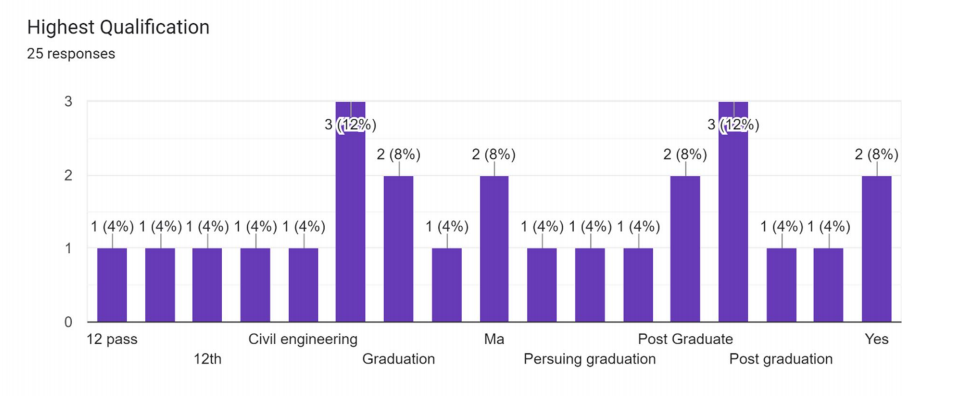 Highest Qualification
25 responses
3
3 (12%)
3 (12%)
2 (8%)
2 (8%)
2 (8%)
2 (8%)
2
1 (4%)
1 (4%)
1 (4%)
1 (4%)
1 (4%)
1 (4%)
1 (4%)
1 (4%)
1 (4%)
1 (4%)
1 (4%)
1
0
12 pass
Civil engineering
Ma
Post Graduate
Yes
12th
Graduation
Persuing graduation
Post graduation